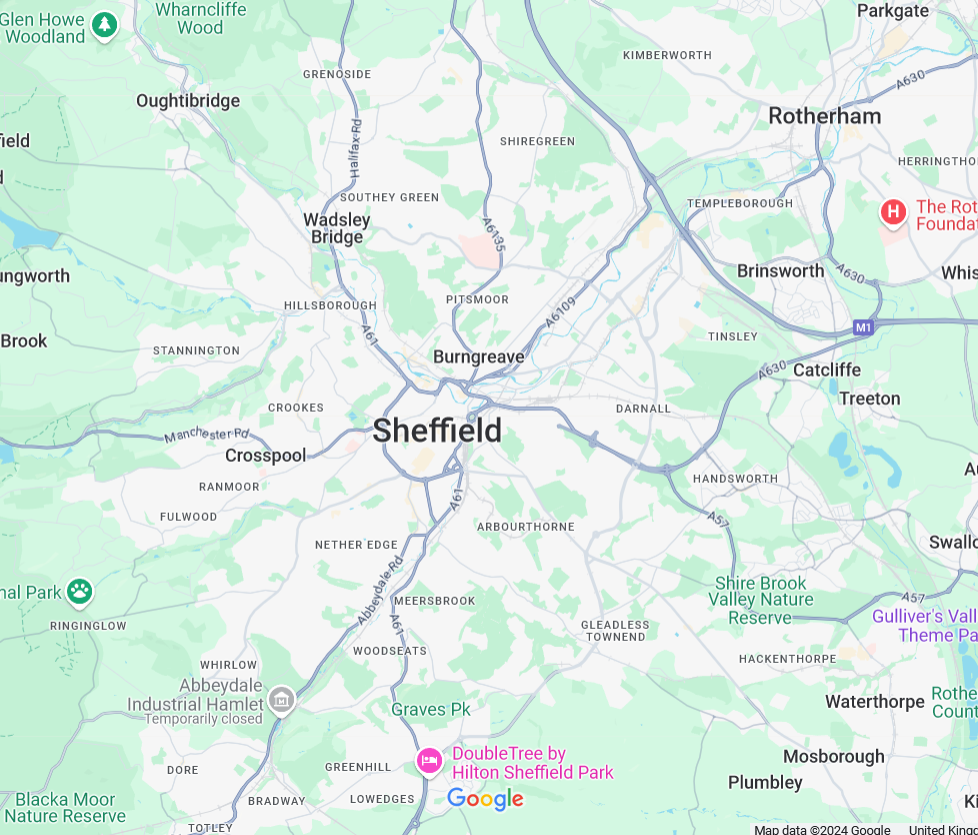 Glen Howe
Woodland
Wharncliffe
Wood
Parkgate
KIMBERWORTH
GRENOSIDE
A630
Oughtibridge
Rotherham
Halifax Rd
SHIREGREEN
field
HERRINGTHO
SOUTHEY GREEN
TEMPLEBOROUGH
The Rot
Foundat
Wadsley
Bridge
A6135
ungworth
Brinsworth
A630
Whis
HILLSBOROUGH
PITSMOOR
A6109
M1
Brook
STANNINGTON
A61
TINSLEY
Burngreave
A630
Catcliffe
Treeton
CROOKES
DARNALL
Manchester Rd
Sheffield
Crosspool
RANMOOR
HANDSWORTH
A61
FULWOOD
ARBOURTHORNE
A57
NETHER EDGE
Swallo
Abbeydale Rd
nal Park
Shire Brook
Valley Nature
Reserve
MEERSBROOK
A57
RINGINGLOW
A61
GLEADLESS
TOWNEND
Gulliver's Vall
Theme Pa
WOODSEATS
WHIRLOW
HACKENTHORPE
Abbeydale
Industrial Hamlet
Temporarily closed
Graves Pk
Waterthorpe
Rothe
Count
DoubleTree by
Hilton Sheffield Park
Mosborough
DORE
GREENHILL
Plumbley
Google
Blacka Moor
Nature Reserve
BRADWAY
LOWEDGES
Ki
TOTLEY
Map data ©2024 Google
United King